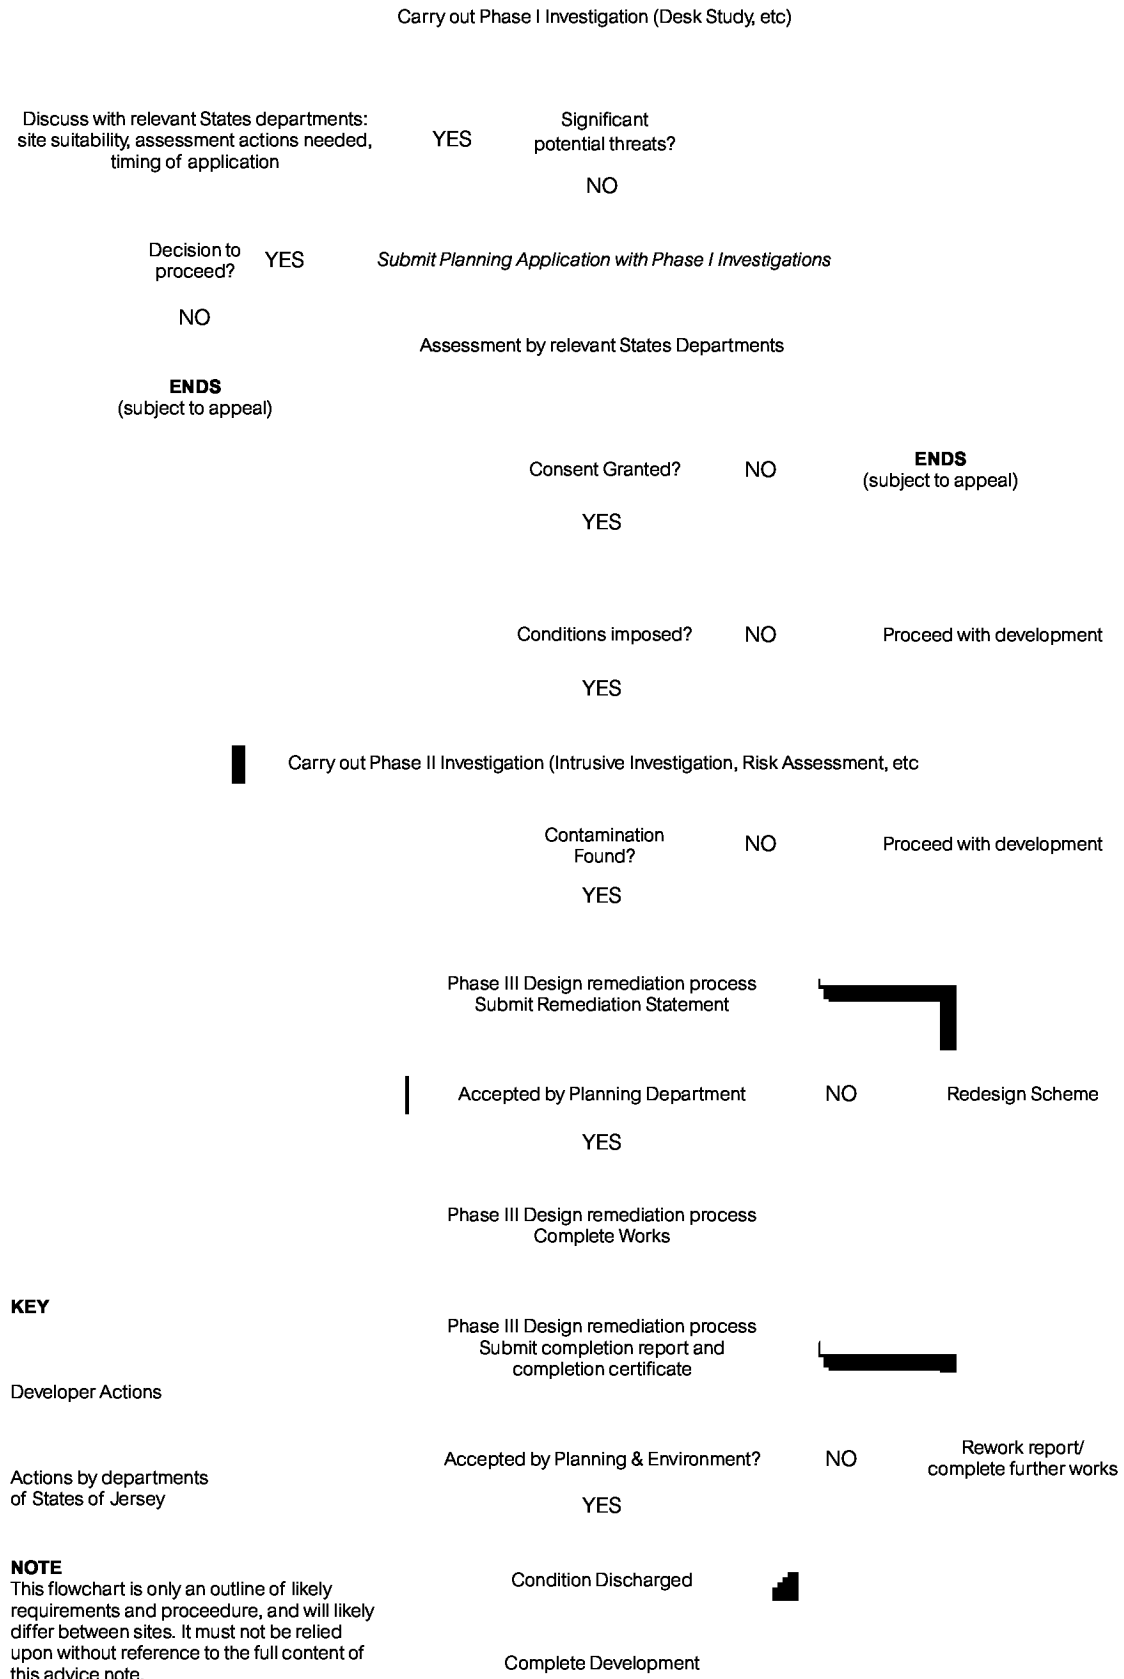 Carry out Phase I Investigation (Desk Study, etc)
Discuss with relevant States departments:
site suitability, assessment actions needed,
timing of application
YES
Significant
potential threats?
NO
Decision to
proceed?
YES
Submit Planning Application with Phase I Investigations
NO
Assessment by relevant States Departments
ENDS
(subject to appeal)
Consent Granted?
NO
ENDS
(subject to appeal)
YES
Conditions imposed?
NO
Proceed with development
YES
Carry out Phase II Investigation (Intrusive Investigation, Risk Assessment, etc
Contamination
Found?
NO
Proceed with development
YES
Phase III Design remediation process
Submit Remediation Statement
Accepted by Planning Department
NO
Redesign Scheme
YES
Phase III Design remediation process
Complete Works
KEY
Phase III Design remediation process
Submit completion report and
completion certificate
Developer Actions
Accepted by Planning & Environment?
NO
Rework report/
complete further works
Actions by departments
of States of Jersey
YES
NOTE
This flowchart is only an outline of likely
requirements and proceedure, and will likely
differ between sites. It must not be relied
upon without reference to the full content of
this advice note.
Condition Discharged
Complete Development